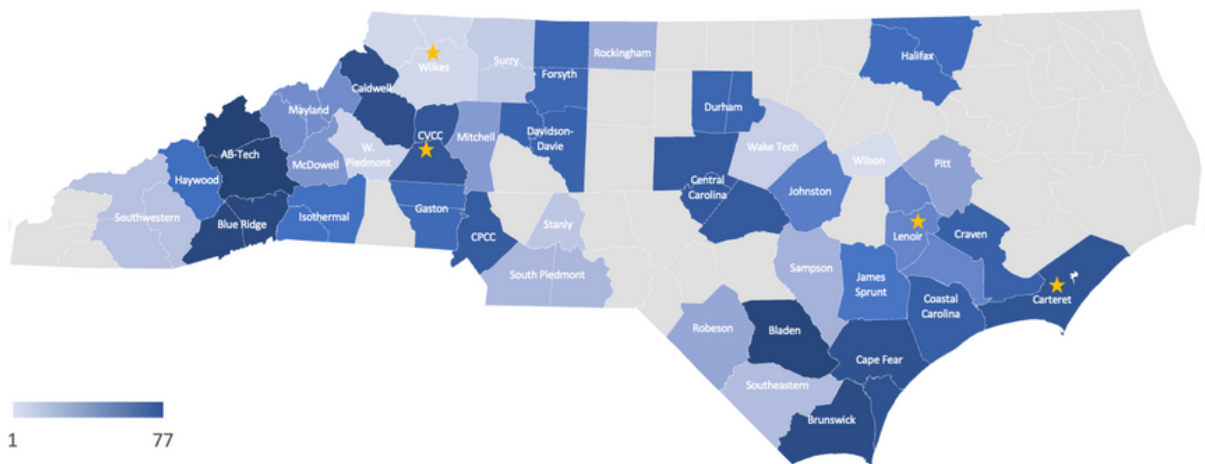 Wilkes
Surry
Forsyth
Rockingham
Halifax
Caldwell
Mayland
CVCC
Mitchell
Davidson-
Davie
Durham
AB-Tech
W.
Piedmont
McDowell
Haywood
Wake Tech
Wilson
Pitt
Central
Carolina
Johnston
Southwestern
Blue Ridge
Isothermal
Gaston
Stanly
CPCC
Lenoir
Craven
South Piedmont
Sampson
James
Sprunt
Coastal
Carolina
Carteret
Robeson
Bladen
Cape Fear
Southeastern
Brunswick
1
77